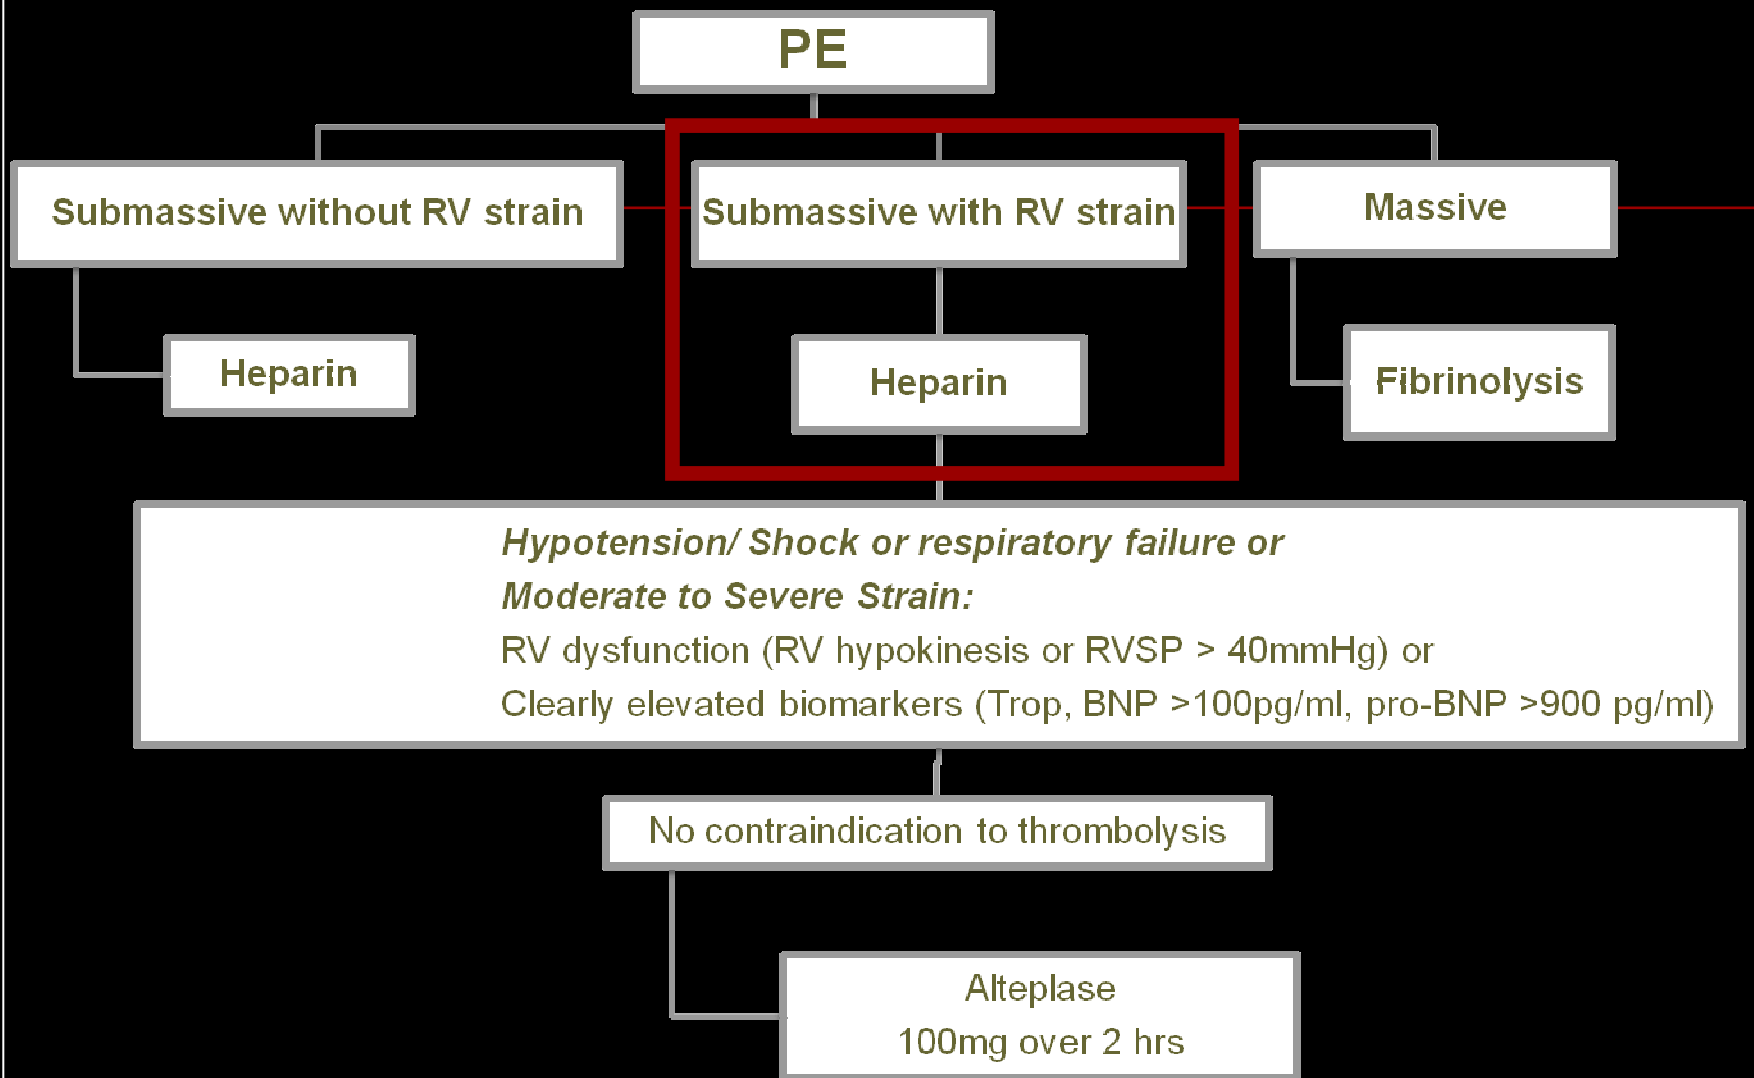 PE
Submassive without RV strain
Submassive with RV strain
Massive
Heparin
Heparin
Fibrinolysis
Hypotension/ Shock or respiratory failure or
Moderate to Severe Strain:
RV dysfunction (RV hypokinesis or RVSP > 40mmHg) or
Clearly elevated biomarkers (Trop, BNP >100pg/ml, pro-BNP >900 pg/ml)
No contraindication to thrombolysis
Alteplase
100mg over 2 hrs